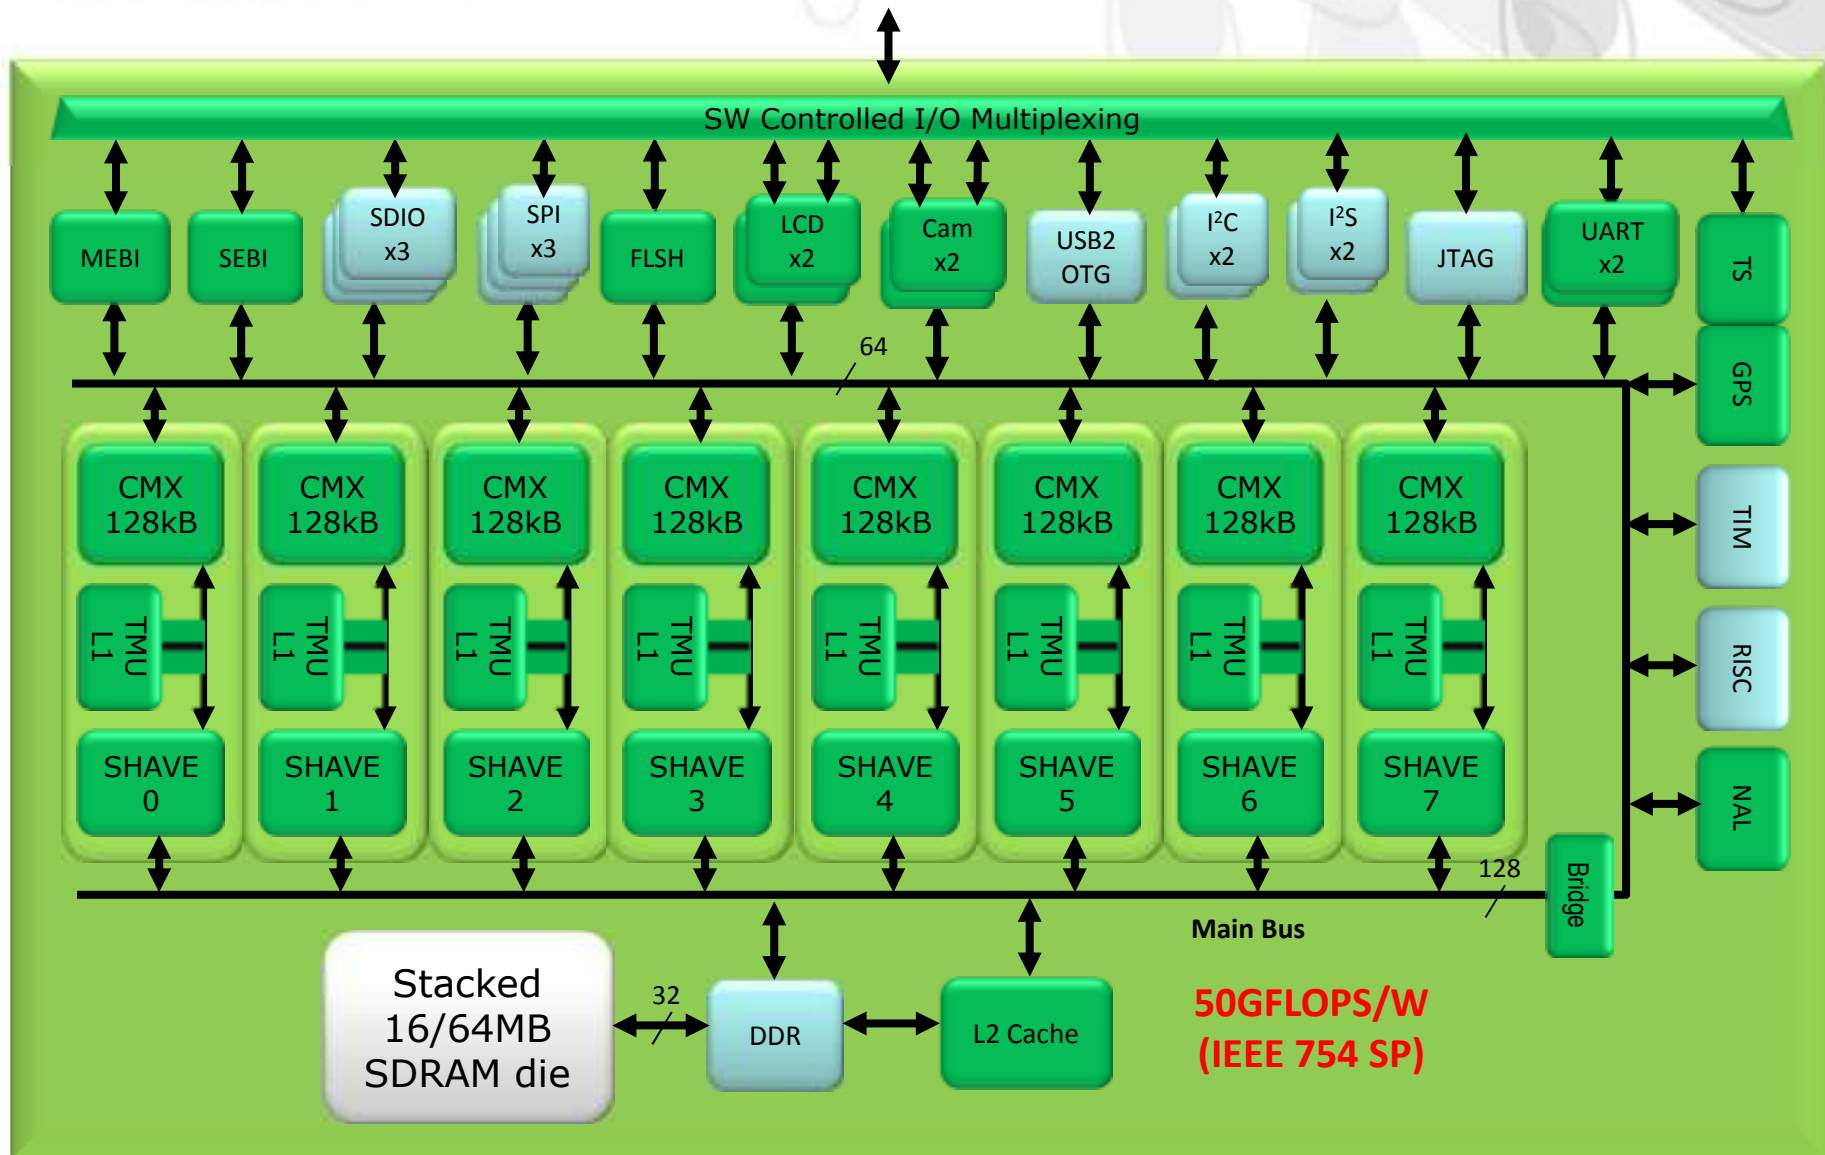 SW Controlled I/O Multiplexing
MEBI
SEBI
SDIO
x3
SPI
x3
FLSH
LCD
x2
Cam
x2
USB2
OTG
I²C
x2
I²S
x2
JTAG
UART
x2
TS
GPS
TIM
RISC
NAL
64
CMX
128kB
CMX
128kB
CMX
128kB
CMX
128kB
CMX
128kB
CMX
128kB
CMX
128kB
CMX
128kB
TMU
L1
TMU
L1
TMU
L1
TMU
L1
TMU
L1
TMU
L1
TMU
L1
TMU
L1
SHAVE
0
SHAVE
1
SHAVE
2
SHAVE
3
SHAVE
4
SHAVE
5
SHAVE
6
SHAVE
7
128
Bridge
Main Bus
Stacked
16/64MB
SDRAM die
32
DDR
L2 Cache
50GFLOPS/W
(IEEE 754 SP)